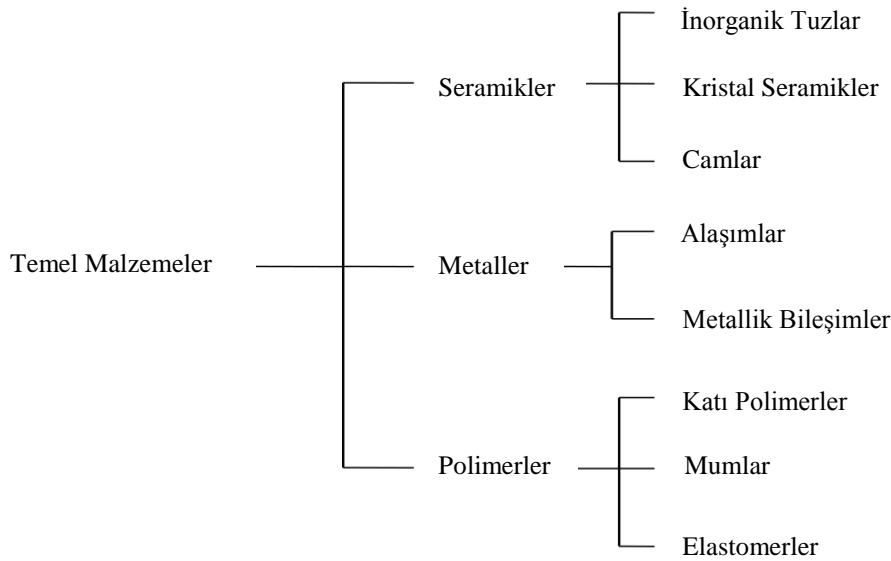 İnorganik Tuzlar
Seramikler
Kristal Seramikler
Camlar
Alaşımlar
Temel Malzemeler
Metaller
Metallik Bileşimler
Katı Polimerler
Polimerler
Mumlar
Elastomerler